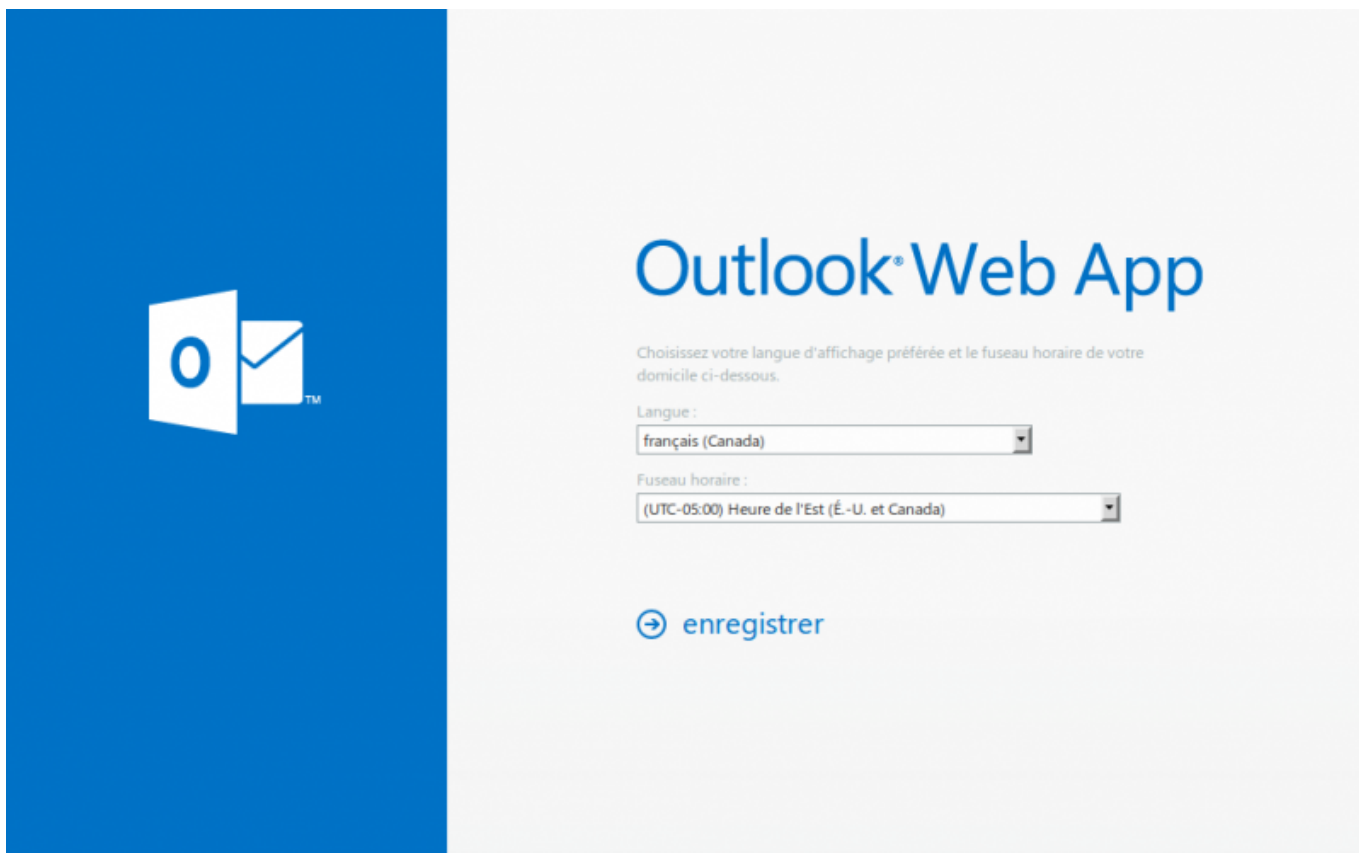 Outlook® Web App
Choisissez votre langue d'affichage préférée et le fuseau horaire de votre
domicile ci-dessous.
Langue :
français (Canada)
Fuseau horaire :
(UTC-05:00) Heure de l'Est (É.-U. et Canada)
O TM
enregistrer